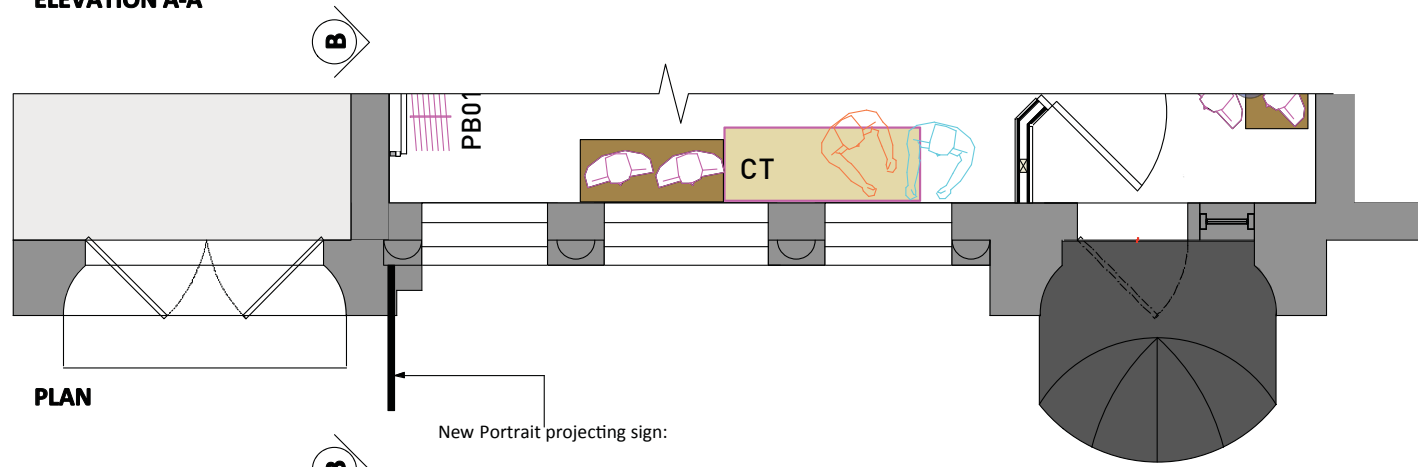 ELEVATION A-A
B
PB01
CT
PLAN
New Portrait projecting sign:
B